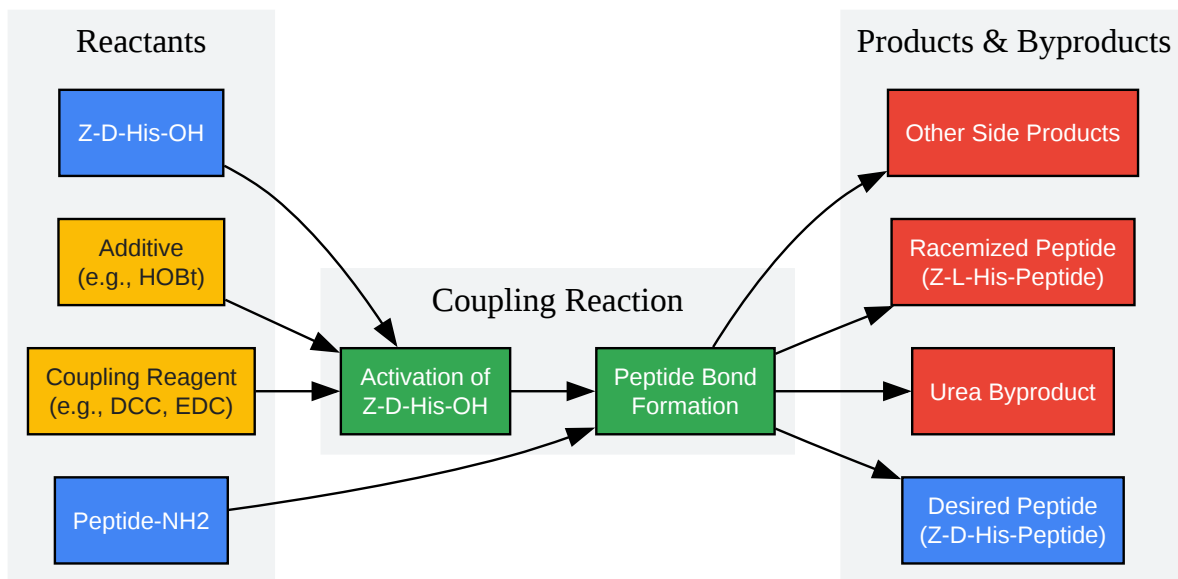 Reactants
Z-D-His-OH
Additive
(e.g., HOBt)
Coupling Reagent
(e.g., DCC, EDC)
Peptide-NH2
Coupling Reaction
Activation of
Z-D-His-OH
Peptide Bond
Formation
Products & Byproducts
Other Side Products
Racemized Peptide
(Z-L-His-Peptide)
Urea Byproduct
Desired Peptide
(Z-D-His-Peptide)